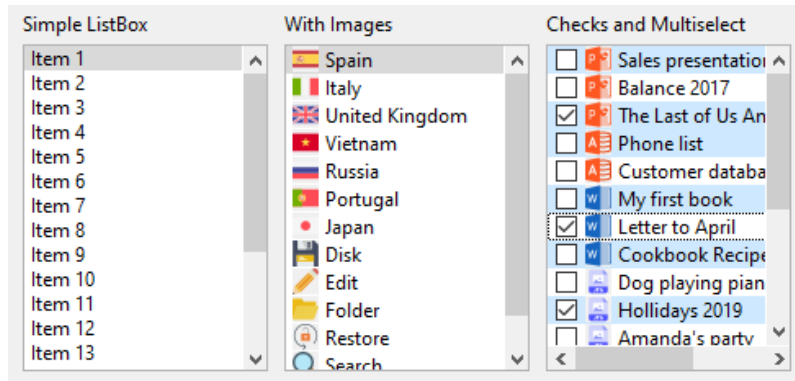 Simple ListBox
Item 1
Item 2
Item 3
Item 4
Item 5
Item 6
Item 7
Item 8
Item 9
Item 10
Item 11
Item 12
Item 13
With Images
Spain
Italy
United Kingdom
Vietnam
Russia
Portugal
Japan
Disk
Edit
Folder
Restore
Search
Checks and Multiselect
Sales presentation
Balance 2017
The Last of Us An
Phone list
Customer databa
My first book
Letter to April
Cookbook Recipe
Dog playing pian
Hollidays 2019
Amanda's party